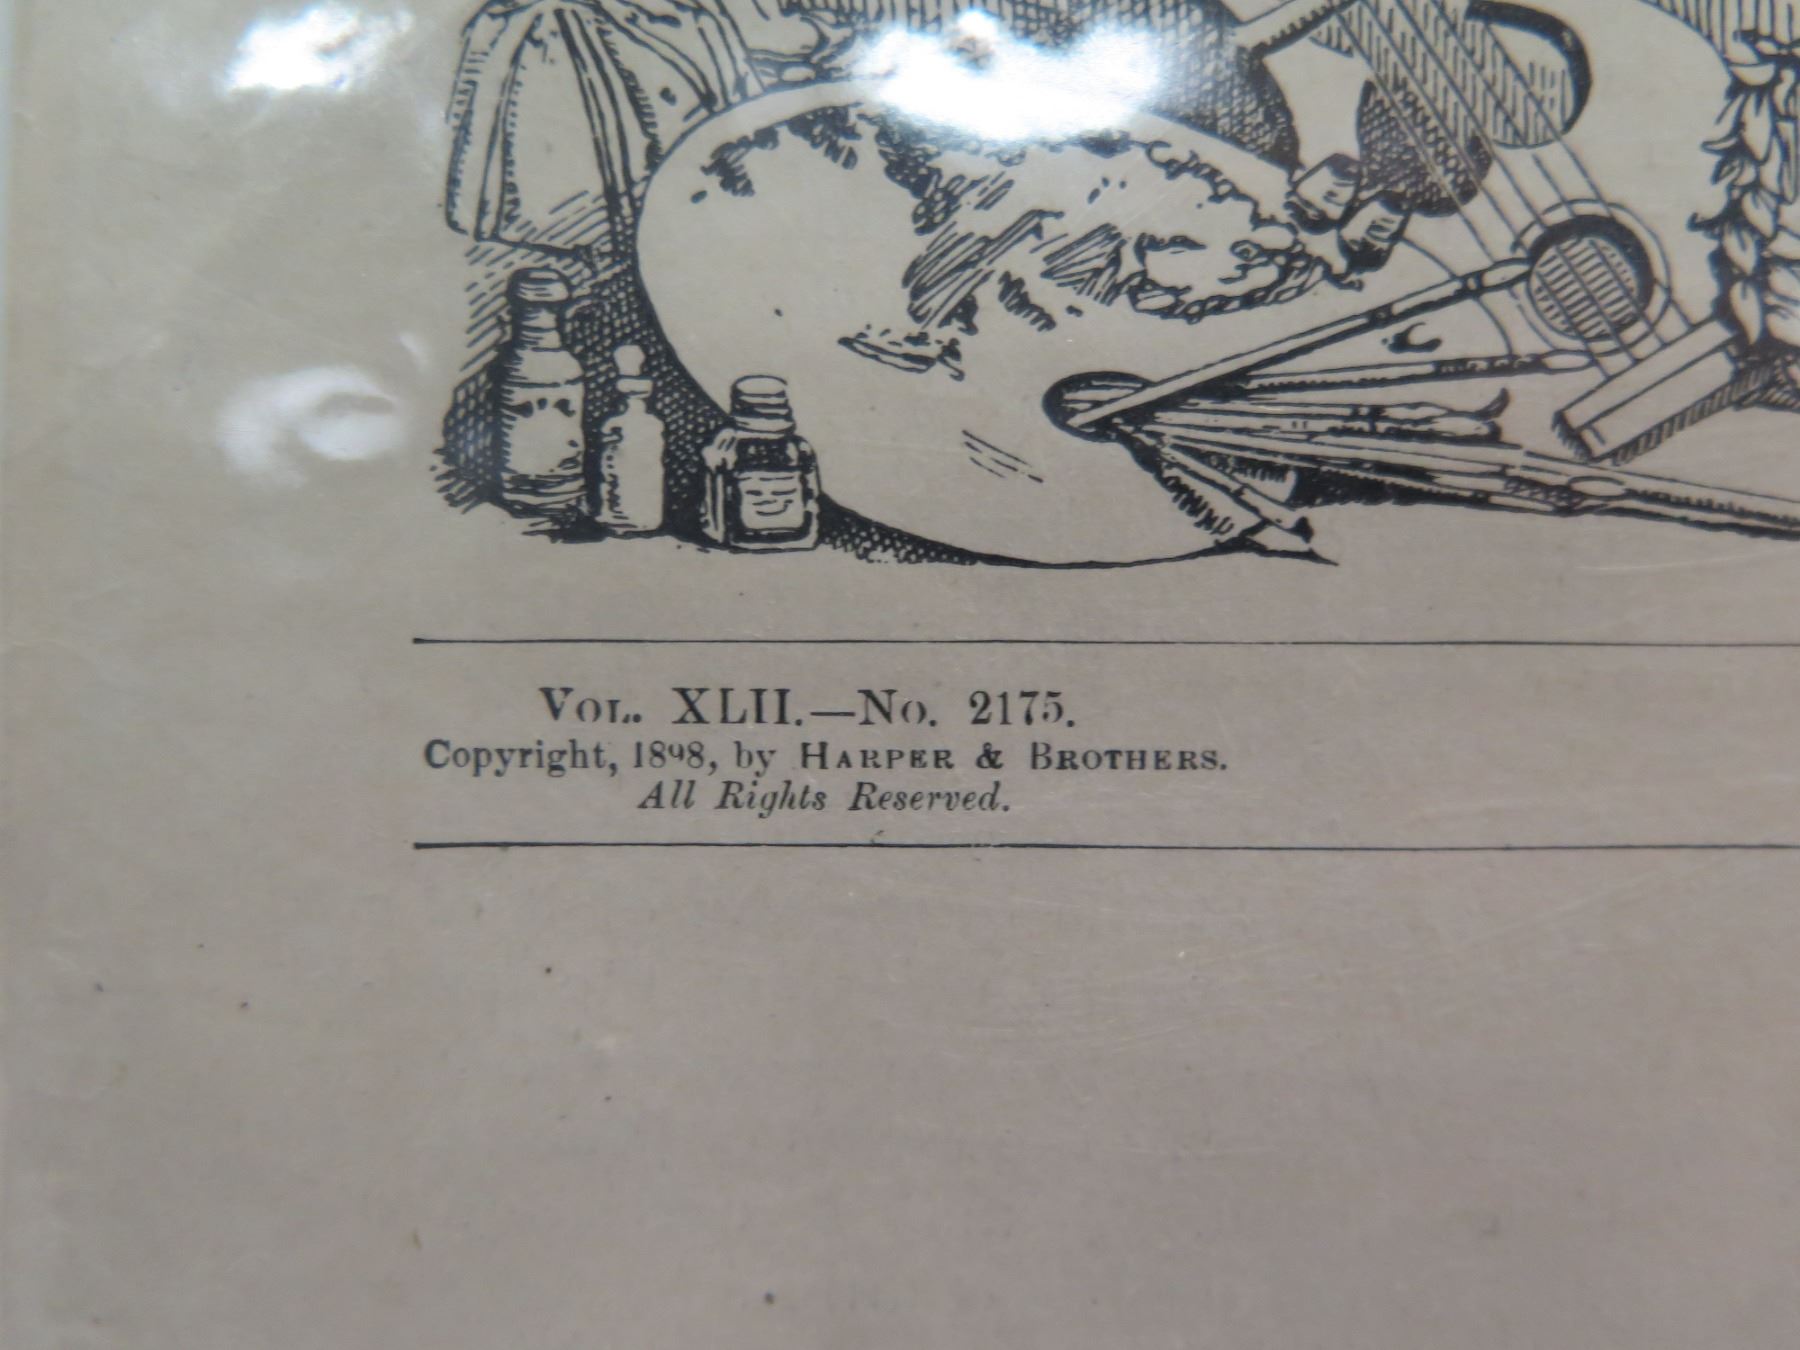 Vol. XLII.—No. 2175.
Copyright, 1898, by Harper & Brothers.
All Rights Reserved.